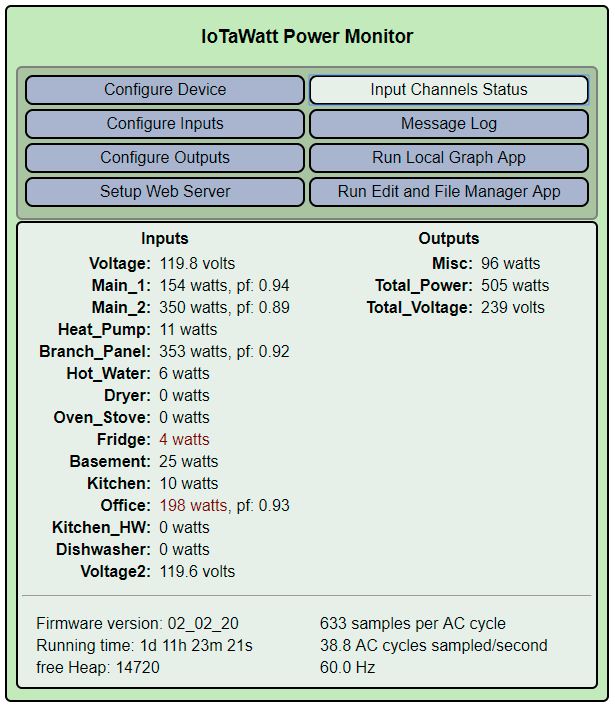 IoTaWatt Power Monitor
Configure Device
Input Channels Status
Configure Inputs
Message Log
Configure Outputs
Run Local Graph App
Setup Web Server
Run Edit and File Manager App
Inputs
Voltage: 119.8 volts
Main_1: 154 watts, pf: 0.94
Main_2: 350 watts, pf: 0.89
Heat_Pump: 11 watts
Branch_Panel: 353 watts, pf: 0.92
Hot_Water: 6 watts
Dryer: 0 watts
Oven_Stove: 0 watts
Fridge: 4 watts
Basement: 25 watts
Kitchen: 10 watts
Office: 198 watts, pf: 0.93
Kitchen_HW: 0 watts
Dishwasher: 0 watts
Voltage2: 119.6 volts
Outputs
Misc: 96 watts
Total_Power: 505 watts
Total_Voltage: 239 volts
Firmware version: 02_02_20
Running time: 1d 11h 23m 21s
free Heap: 14720
633 samples per AC cycle
38.8 AC cycles sampled/second
60.0 Hz